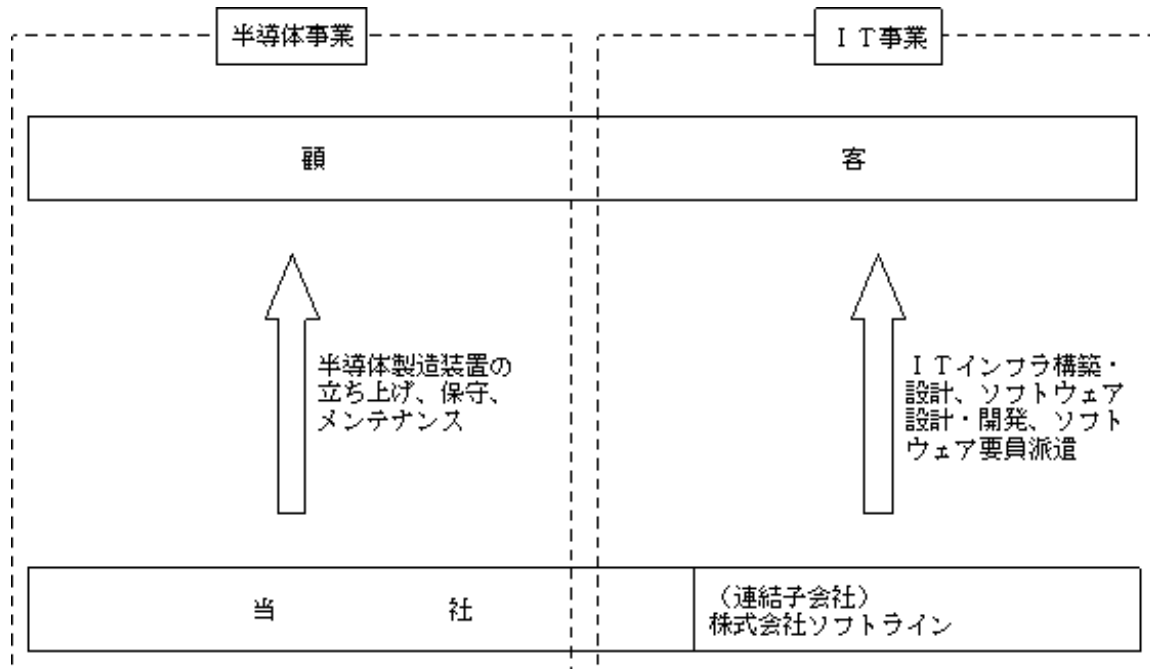 半導体事業
ＩＴ事業
顧客
半導体製造装置の
立ち上げ、保守、
メンテナンス
ＩＴインフラ構築・
設計、ソフトウェア
設計・開発、ソフト
ウェア要員派遣
当社
（連結子会社）
株式会社ソフトライン